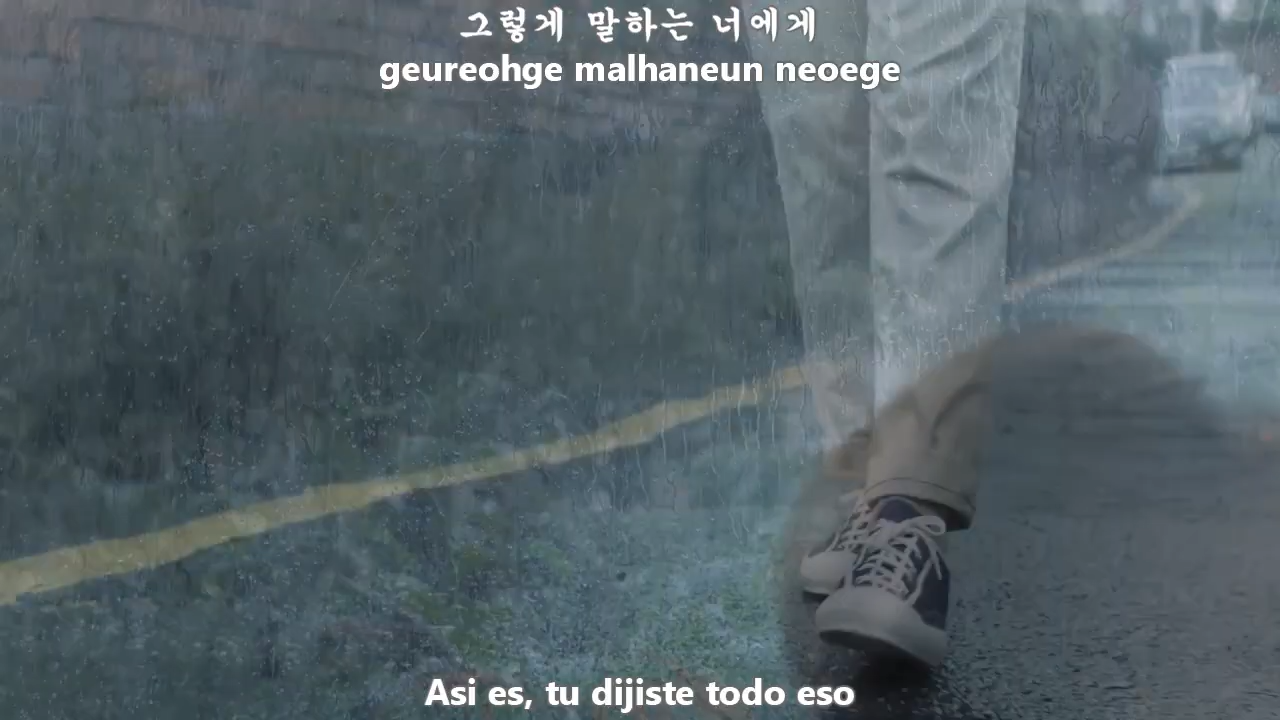 그렇게 말하는 너에게
geureohge malhaneun neoege
Asi es, tu dijiste todo eso